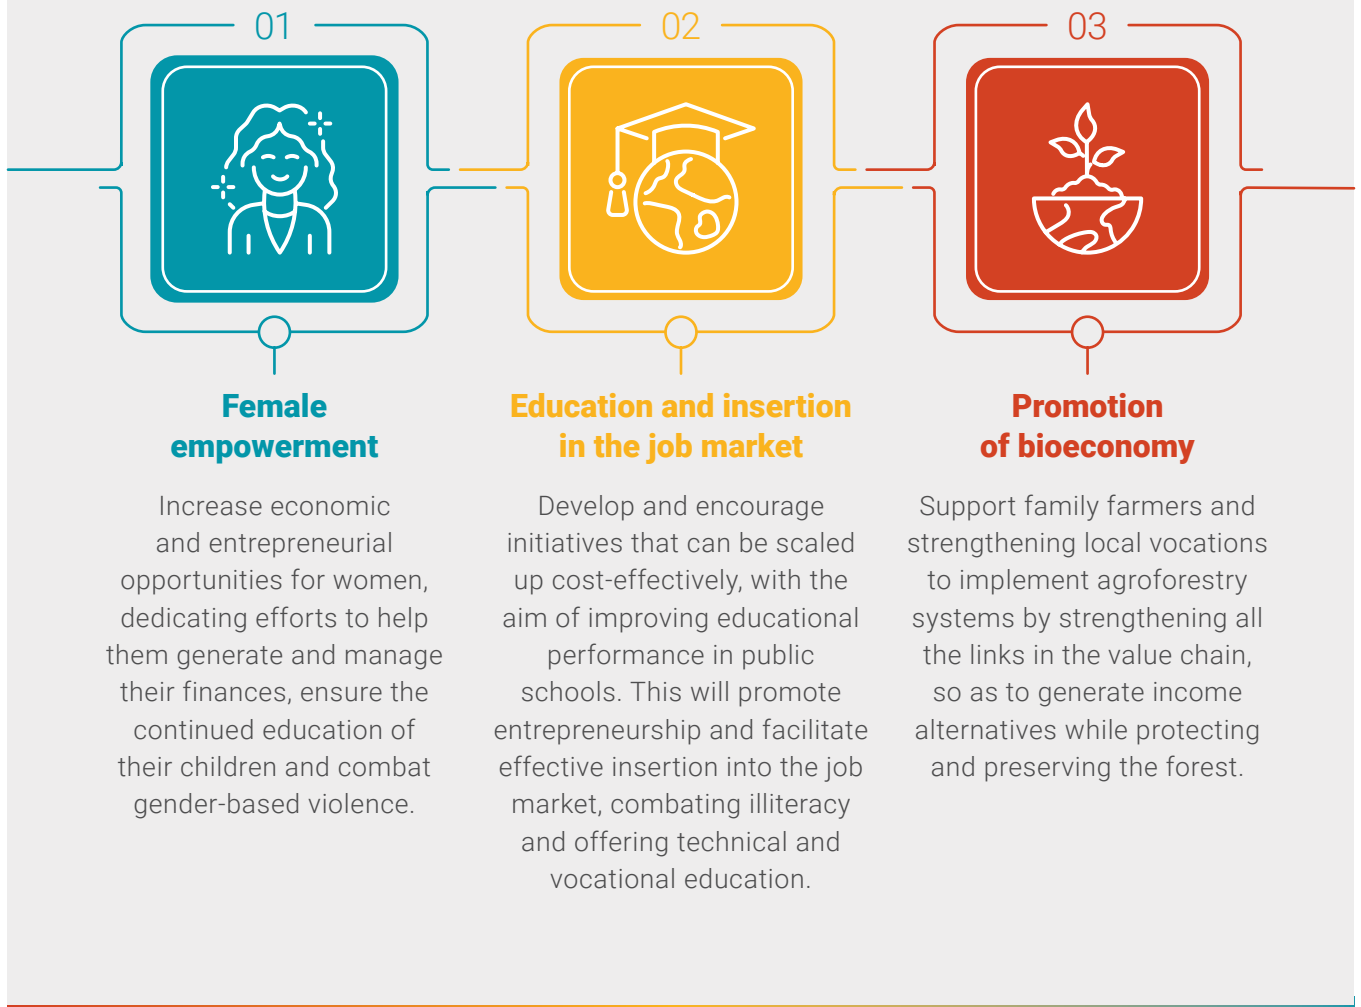 01
Female
empowerment
Increase economic
and entrepreneurial
opportunities for women,
dedicating efforts to help
them generate and manage
their finances, ensure the
continued education of
their children and combat
gender-based violence.
02
Education and insertion
in the job market
Develop and encourage
initiatives that can be scaled
up cost-effectively, with the
aim of improving educational
performance in public
schools. This will promote
entrepreneurship and facilitate
effective insertion into the job
market, combating illiteracy
and offering technical and
vocational education.
03
Promotion
of bioeconomy
Support family farmers and
strengthening local vocations
to implement agroforestry
systems by strengthening all
the links in the value chain,
so as to generate income
alternatives while protecting
and preserving the forest.